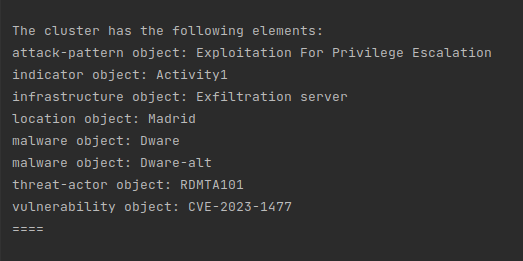 The cluster has the following elements:
attack-pattern object: Exploitation For Privilege Escalation
indicator object: Activity1
infrastructure object: Exfiltration server
location object: Madrid
malware object: Dware
malware object: Dware-alt
threat-actor object: RDMTA101
vulnerability object: CVE-2023-1477
====